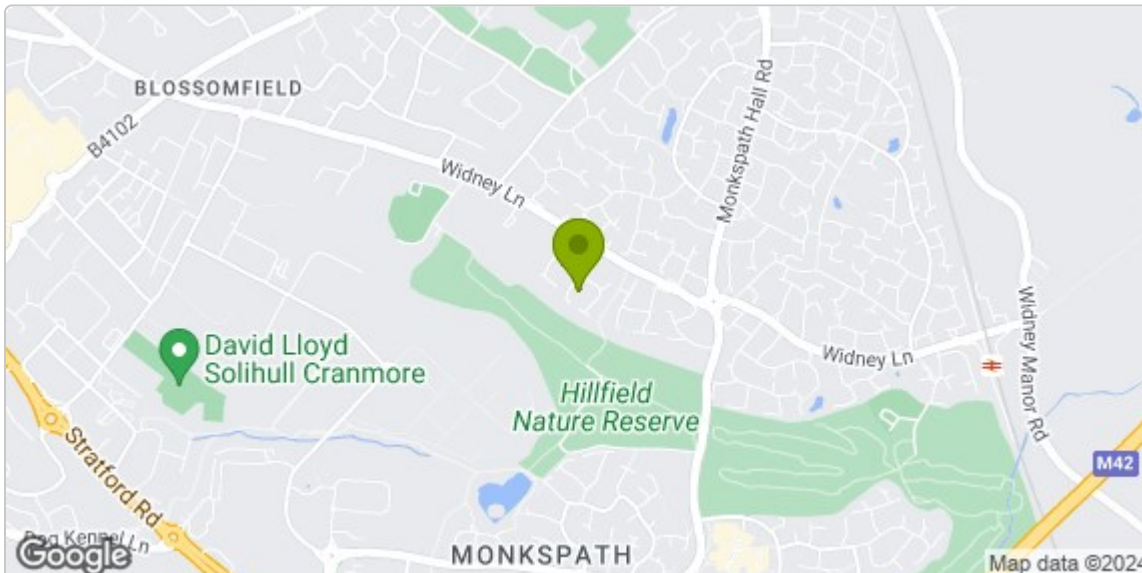 BLOSSOMFIELD
B4102
Widney Ln
Monkspath Hall Rd
David Lloyd
Solihull Cranmore
Hillfield
Nature Reserve
Widney Ln
Widney Manor Rd
Stratford Rd
M42
Dog Kennel Ln
MONKSPATH
Google
Map data ©2024